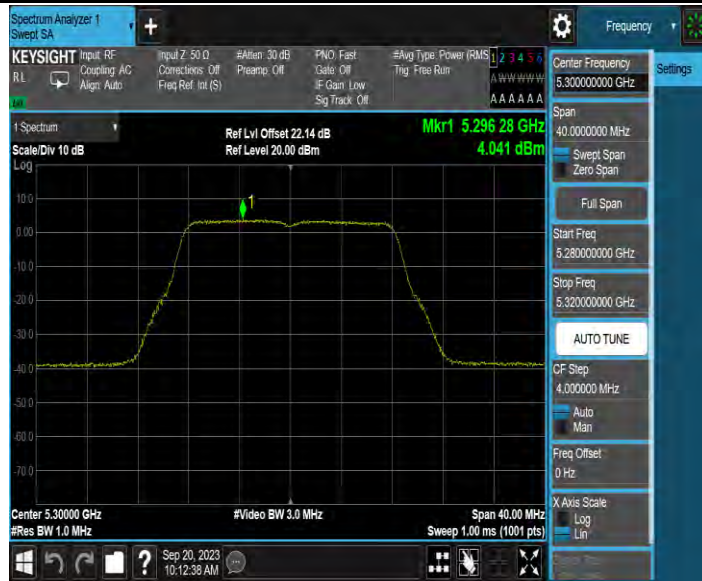 Spectrum Analyzer 1
Swept SA
Frequency
KEYSIGHT
RL
Input: RF
Coupling: AC
Align: Auto
Input Z: 50 Ω
Corrections: Off
Freq Ref: Int (S)
#Atten: 30 dB
Preamp: Off
PNO: Fast
Gate: Off
IF Gain: Low
Sig Track: Off
#Avg Type: Power (RMS
Trig: Free Run
1 2 3 4 5 6
A W W W W W
A A A A A A
1 Spectrum
Scale/Div 10 dB
Log
Ref Lvl Offset 22.14 dB
Ref Level 20.00 dBm
Mkr1 5.296 28 GHz
4.041 dBm
1
10.0
0.00
-10.0
-20.0
-30.0
-40.0
-50.0
-60.0
-70.0
Center 5.30000 GHz
#Res BW 1.0 MHz
#Video BW 3.0 MHz
Span 40.00 MHz
Sweep 1.00 ms (1001 pts)
Center Frequency
5.300000000 GHz
Settings
Span
40.0000000 MHz
Swept Span
Zero Span
Full Span
Start Freq
5.280000000 GHz
Stop Freq
5.320000000 GHz
AUTO TUNE
CF Step
4.000000 MHz
Auto
Man
Freq Offset
0 Hz
X Axis Scale
Log
Lin
?
Sep 20, 2023
10:12:38 AM